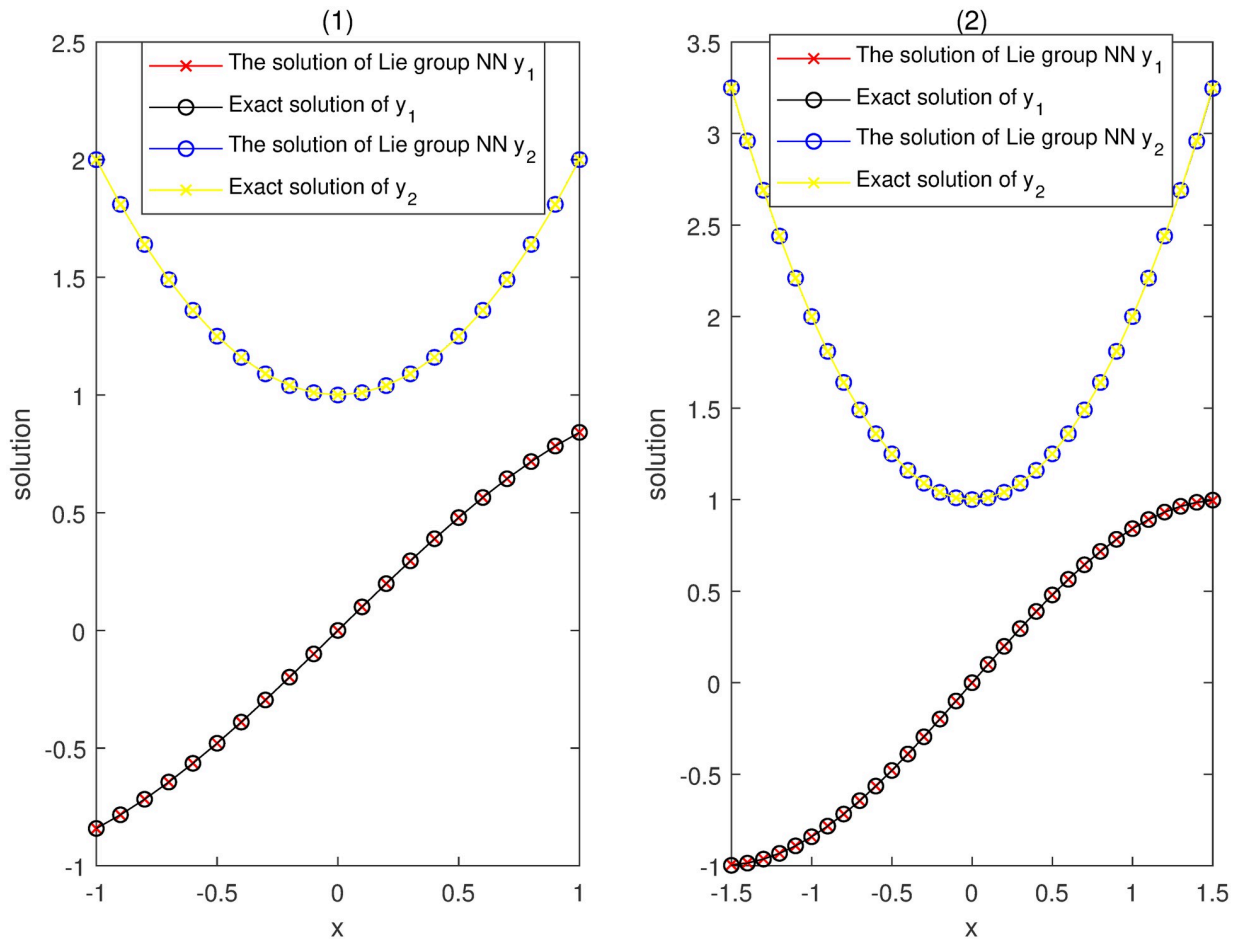 (1)
The solution of Lie group NN y1
Exact solution of y1
The solution of Lie group NN y2
Exact solution of y2
2.5
2
1.5
1
0.5
0
-0.5
-1
solution
-1
-0.5
0
0.5
1
x
(2)
The solution of Lie group NN y1
Exact solution of y1
The solution of Lie group NN y2
Exact solution of y2
3.5
3
2.5
2
1.5
1
0.5
0
-0.5
-1
solution
-1.5
-1
-0.5
0
0.5
1
1.5
x